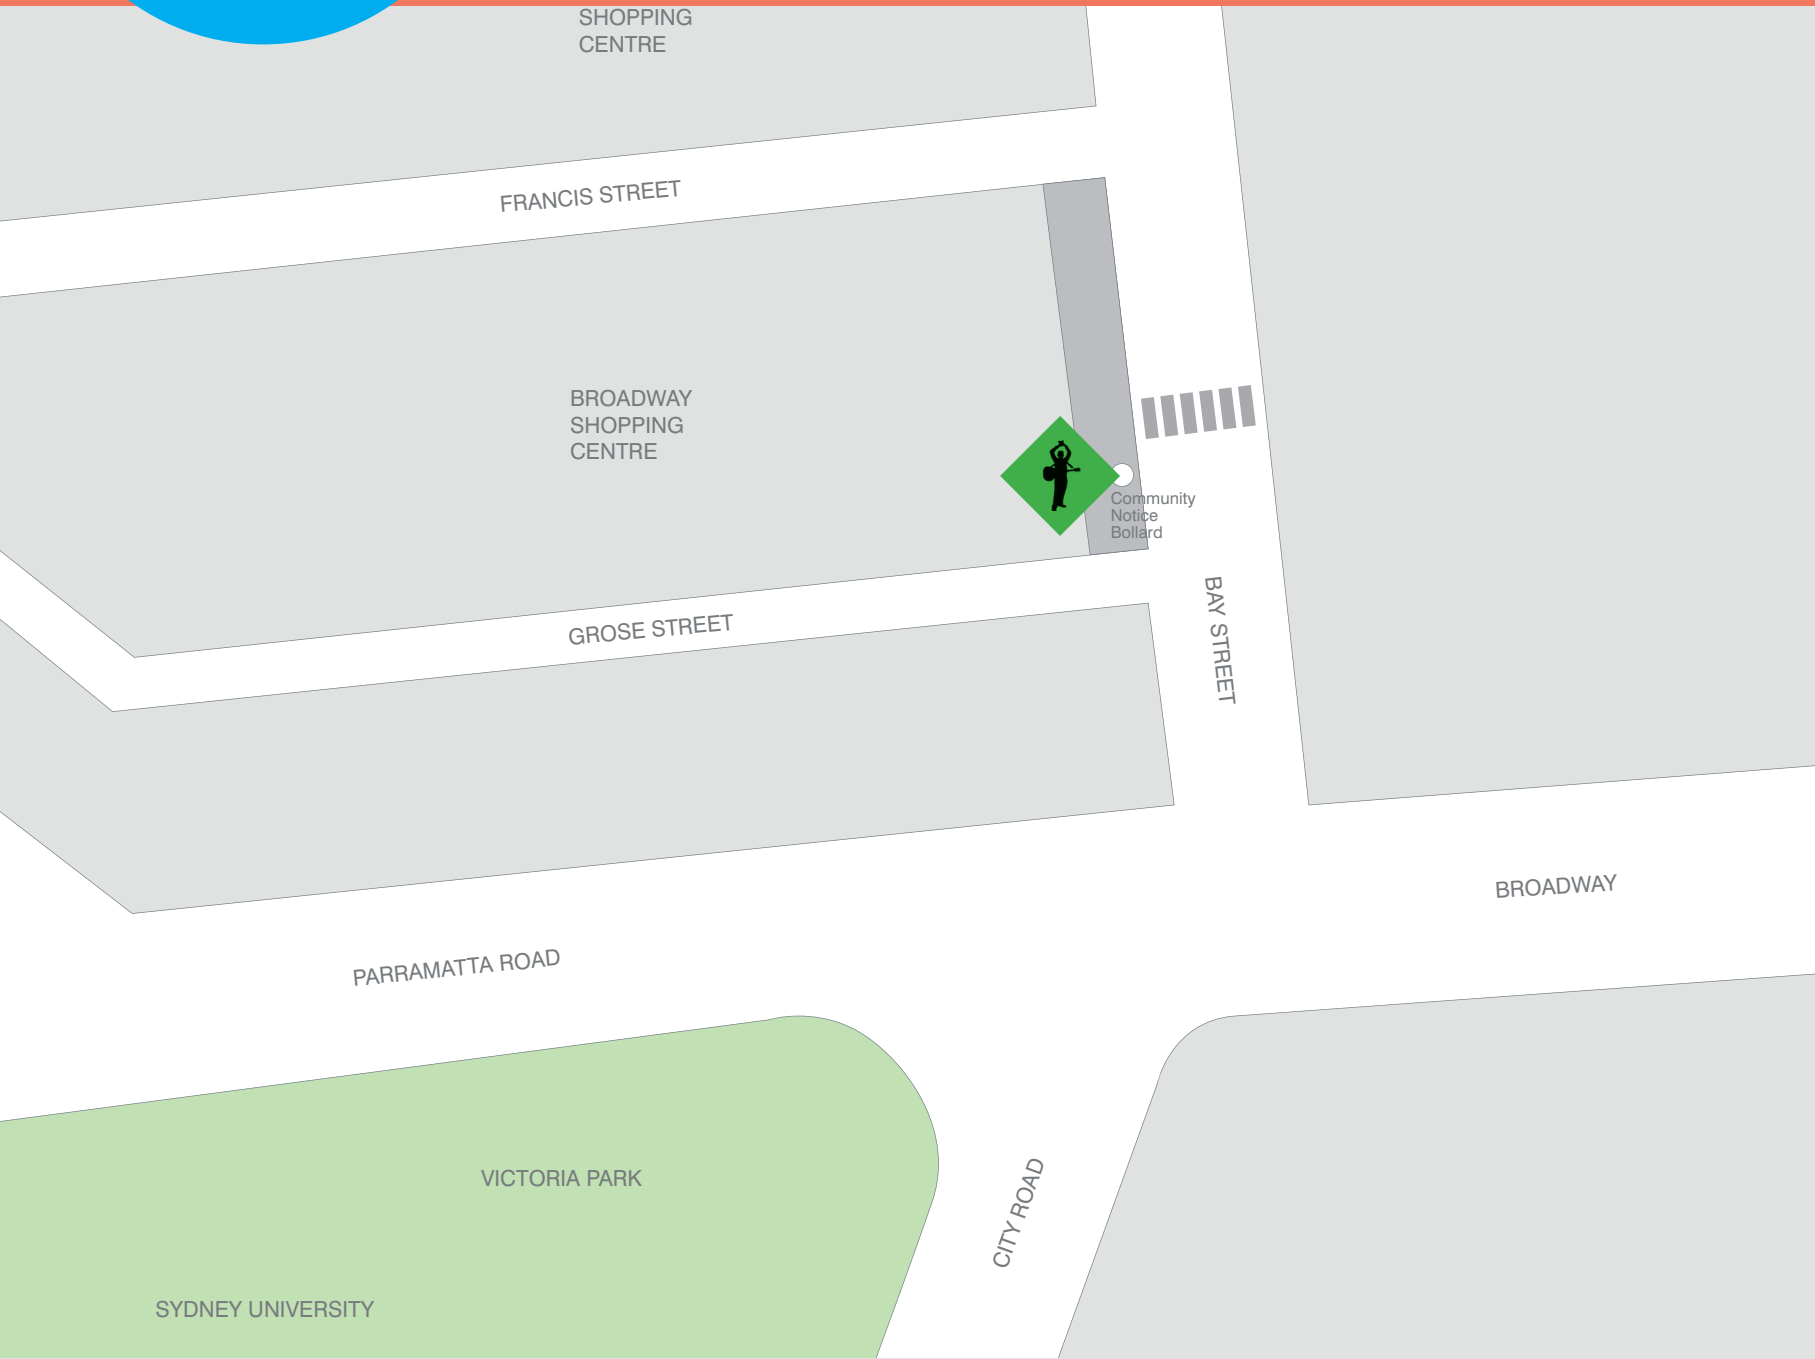 SHOPPING
CENTRE
FRANCIS STREET
BROADWAY
SHOPPING
CENTRE
Community
Notice
Bollard
BAY STREET
GROSE STREET
BROADWAY
PARRAMATTA ROAD
VICTORIA PARK
CITY ROAD
SYDNEY UNIVERSITY